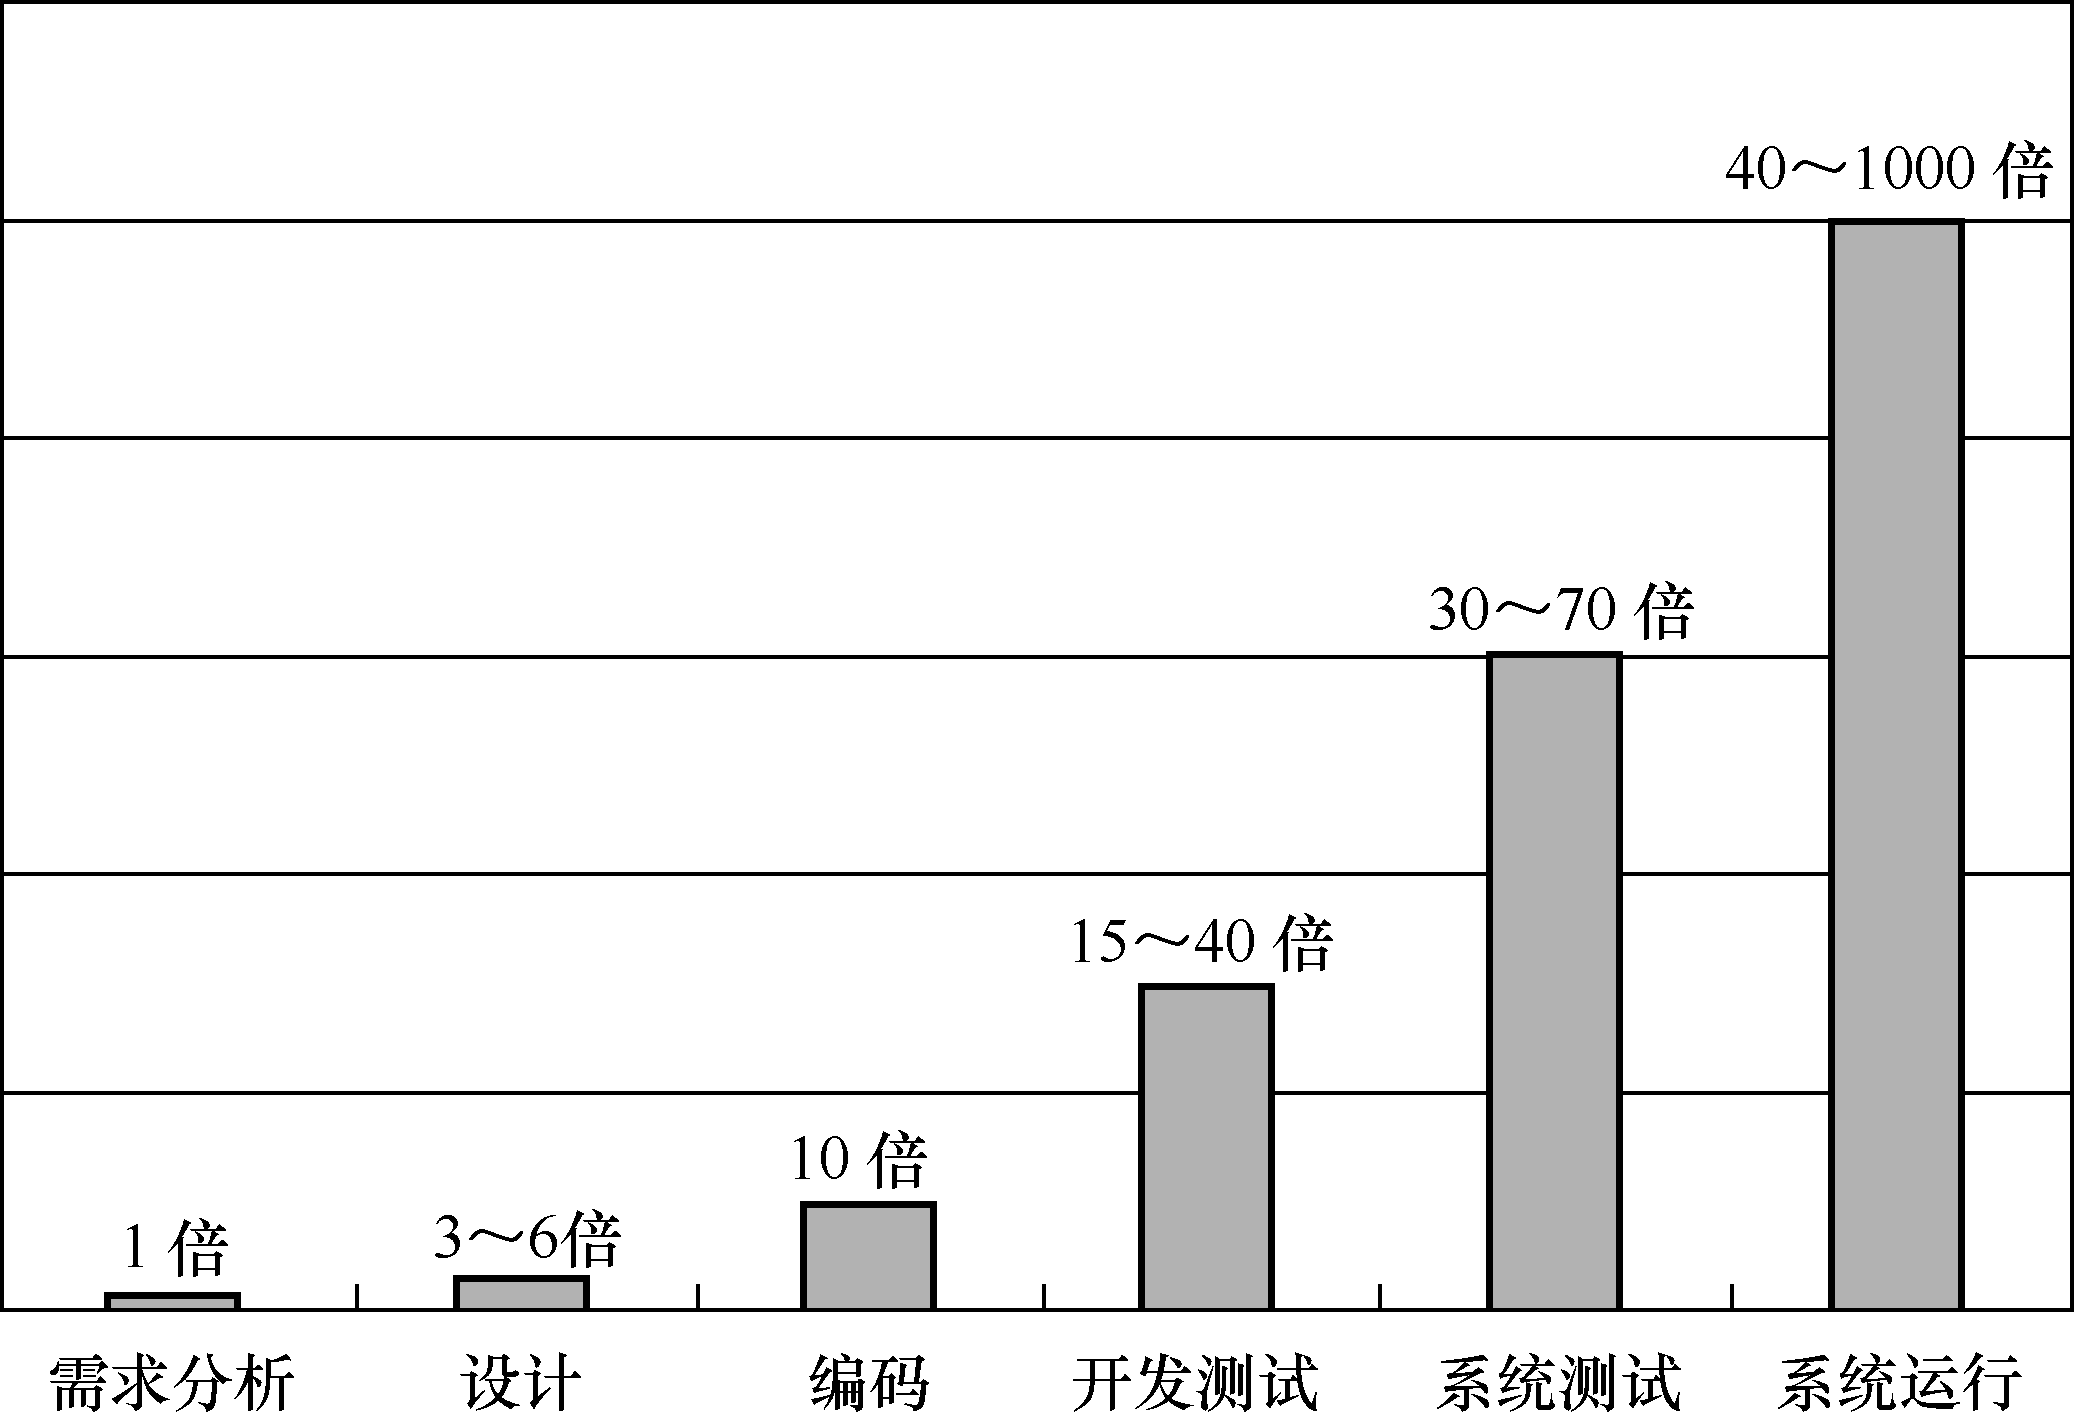 40～1000 倍
30～70 倍
15～40 倍
10 倍
3～6倍
1 倍
需求分析 设计 编码 开发测试 系统测试 系统运行